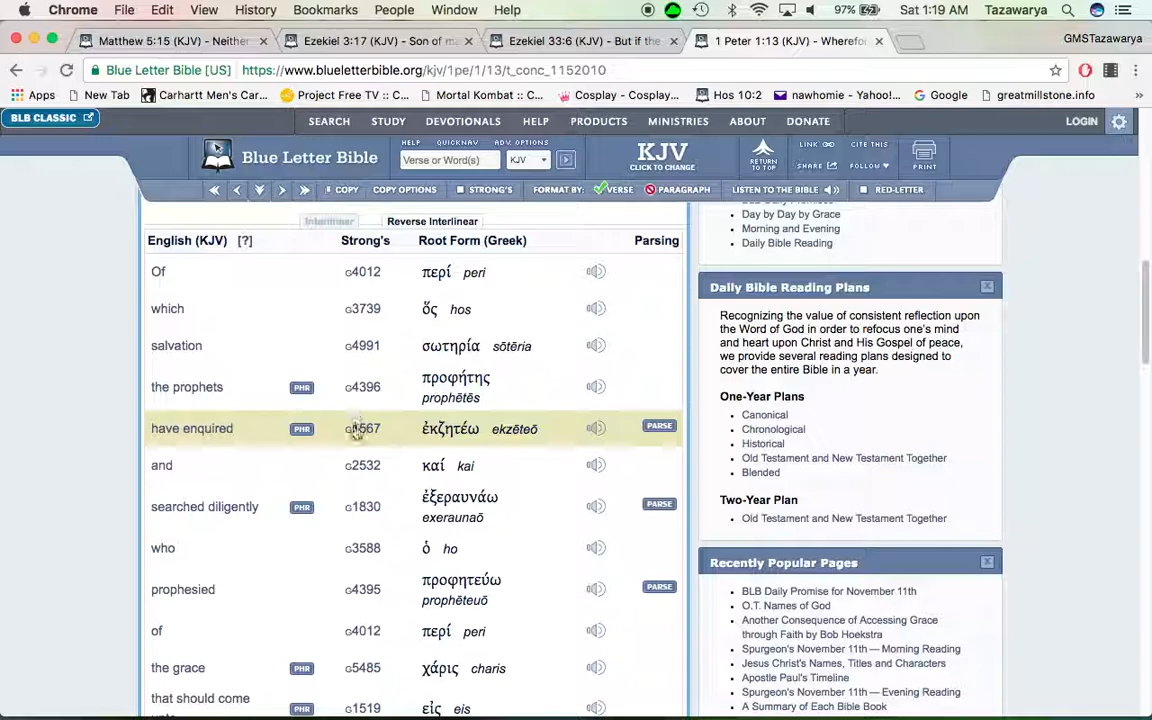 Chrome File Edit View History Bookmarks People Window Help 97% Sat 1:19 AM Tazawarya
Matthew 5:15 (KJV) - Neither Ezekiel 3:17 (KJV) - Son of m Ezekiel 33:6 (KJV) - But if the 1 Peter 1:13 (KJV) - Wherefo GMSTazawarya
Blue Letter Bible [US] https://www.blueletterbible.org/kjv/1pe/1/13/t_conc_1152010
Apps New Tab Carhartt Men's Car... Project Free TV :: C... Mortal Kombat :: C... Cosplay - Cosplay... Hos 10:2 nawhomie - Yahoo!... Google greatmillstone.info »
BLB CLASSIC SEARCH STUDY DEVOTIONALS HELP PRODUCTS MINISTRIES ABOUT DONATE LOGIN
HELP QUICKNAV ADV. OPTIONS
Blue Letter Bible Verse or Word(s) KJV
KJV
CLICK TO CHANGE
RETURN TO TOP
LINK CITE THIS
SHARE FOLLOW PRINT
COPY COPY OPTIONS STRONG'S FORMAT BY: VERSE PARAGRAPH LISTEN TO THE BIBLE RED-LETTER
Interlinear Reverse Interlinear
English (KJV) [?] Strong's Root Form (Greek) Parsing
Of G4012 περί peri
which G3739 ὅς hos
salvation G4991 σωτηρία sōtēria
the prophets PHR G4396 προφήτης prophētēs
have enquired PHR ἐκζητέω ekzēteō PARSE
and G2532 καί kai
searched diligently PHR G1830 ἐξεραυνάω exeraunaō PARSE
who G3588 ὁ ho
prophesied G4395 προφητεύω prophēteuō PARSE
of G4012 περί peri
the grace PHR G5485 χάρις charis
that should come PHR G1519 εἰς eis
Day by Day by Grace
Morning and Evening
Daily Bible Reading
Daily Bible Reading Plans
Recognizing the value of consistent reflection upon
the Word of God in order to refocus one's mind
and heart upon Christ and His Gospel of peace,
we provide several reading plans designed to
cover the entire Bible in a year.
One-Year Plans
Canonical
Chronological
Historical
Old Testament and New Testament Together
Blended
Two-Year Plan
Old Testament and New Testament Together
Recently Popular Pages
BLB Daily Promise for November 11th
O.T. Names of God
Another Consequence of Accessing Grace
through Faith by Bob Hoekstra
Spurgeon's November 11th — Morning Reading
Jesus Christ's Names, Titles and Characters
Apostle Paul's Timeline
Spurgeon's November 11th — Evening Reading
A Summary of Each Bible Book